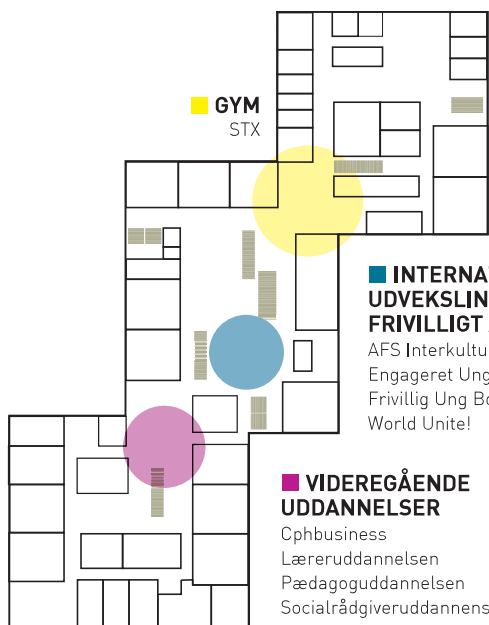 GYM
STX
INTERNA
UDVEKSLIN
FRIVILLIGT
AFS Interkultu
Engageret Ung
Frivillig Ung Bo
World Unite!
VIDEREGÅENDE
UDDANNELSER
Cphbusiness
Læreruddannelsen
Pædagoguddannelsen
Socialrådgiveruddannens